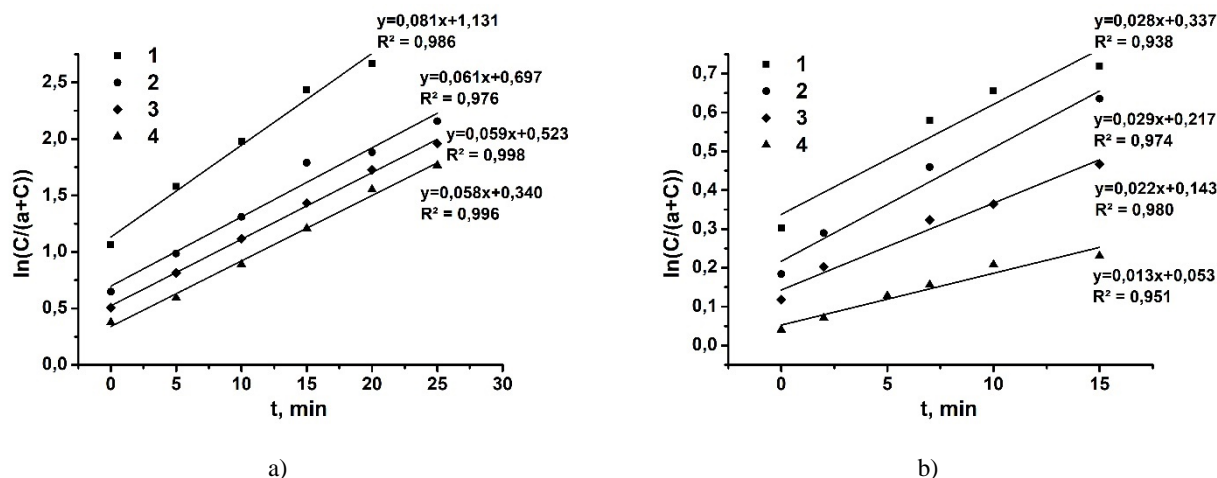 y=0,081x+1,131
R² = 0,986
1
2
3
4
y=0,061x+0,697
R² = 0,976
y=0,059x+0,523
R² = 0,998
y=0,058x+0,340
R² = 0,996
ln(C/(a+C))
2,5
2,0
1,5
1,0
0,5
0,0
0
5
10
15
20
25
30
t, min
a)
y=0,028x+0,337
R² = 0,938
1
2
3
4
y=0,029x+0,217
R² = 0,974
y=0,022x+0,143
R² = 0,980
y=0,013x+0,053
R² = 0,951
ln(C/(a+C))
0,7
0,6
0,5
0,4
0,3
0,2
0,1
0,0
0
5
10
15
t, min
b)